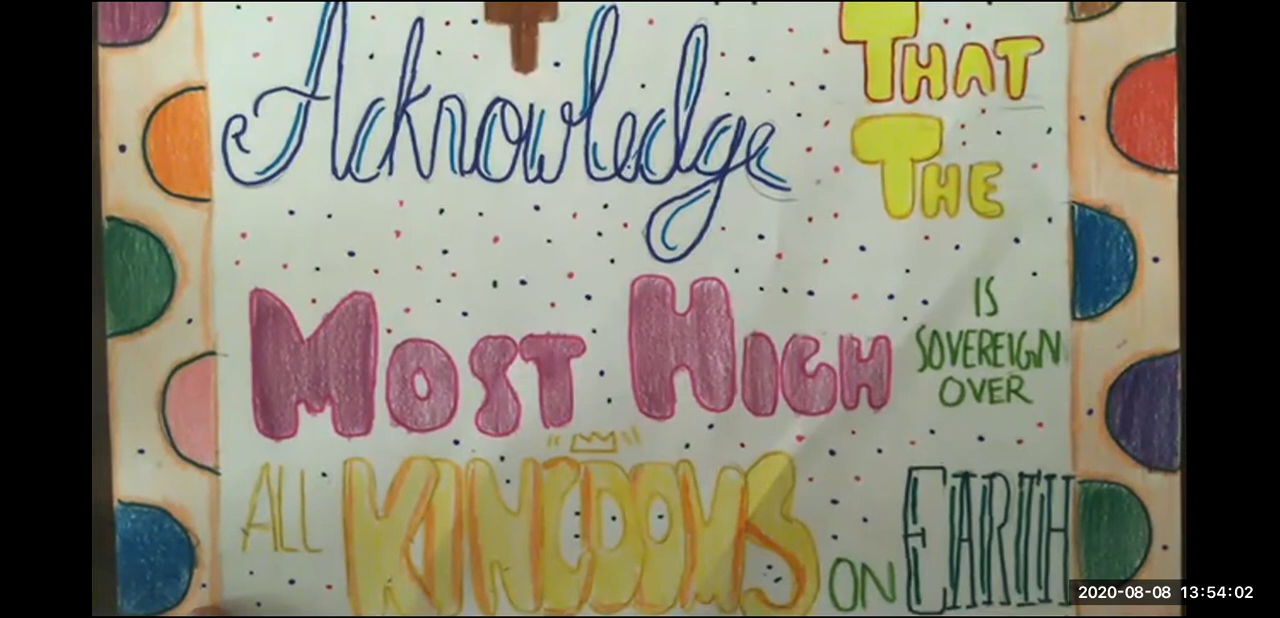 Acknowledge THAT
THE
MOST HIGH IS
SOVEREIGN
OVER
ALL KINGDOMS ON EARTH
2020-08-08 13:54:02